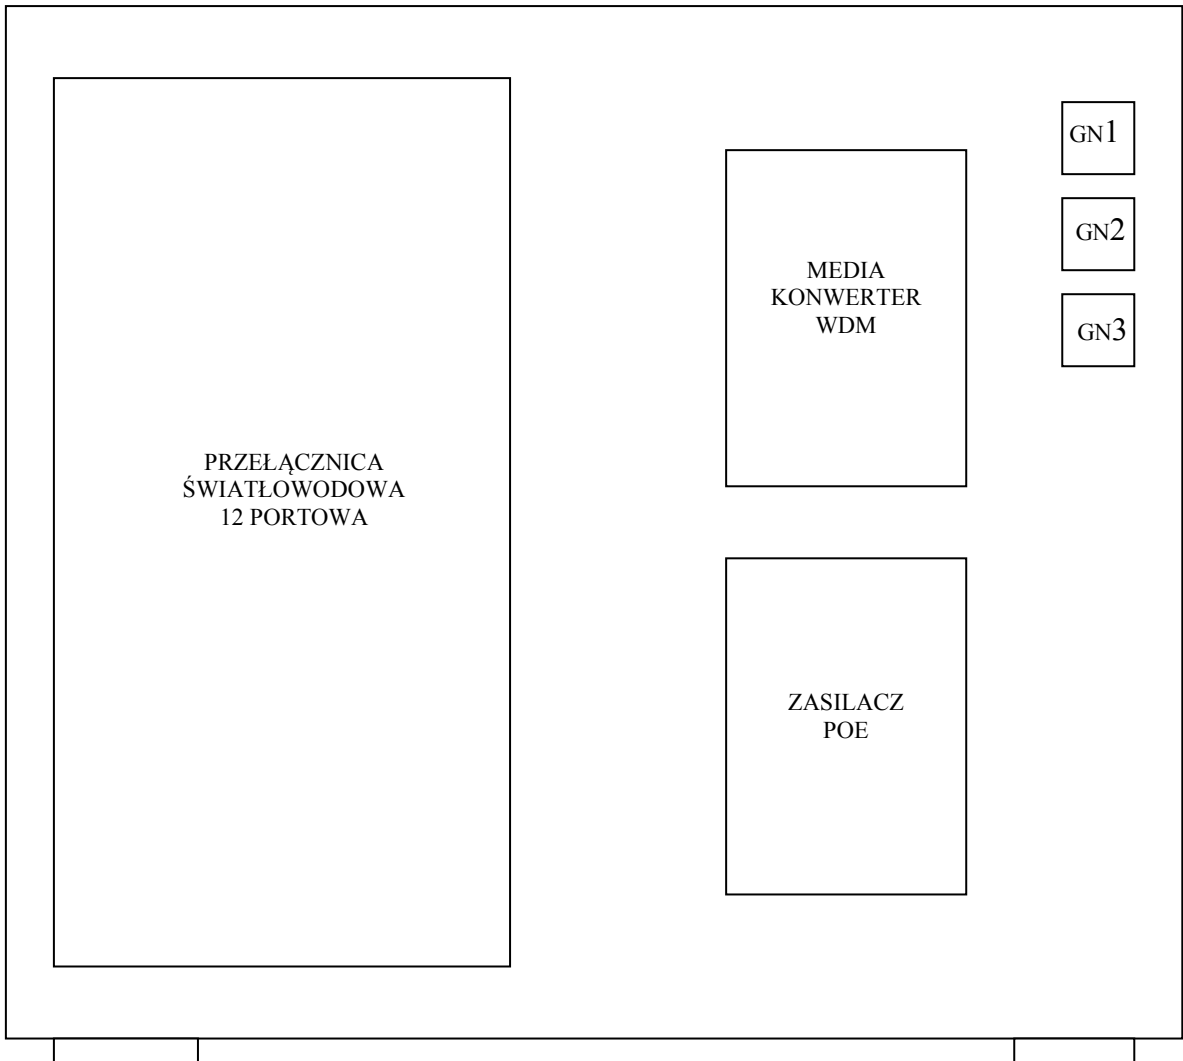 PRZEŁĄCZNICA
ŚWIATŁOWODOWA
12 PORTOWA
MEDIA
KONWERTER
WDM
GN1
GN2
GN3
ZASILACZ
POE